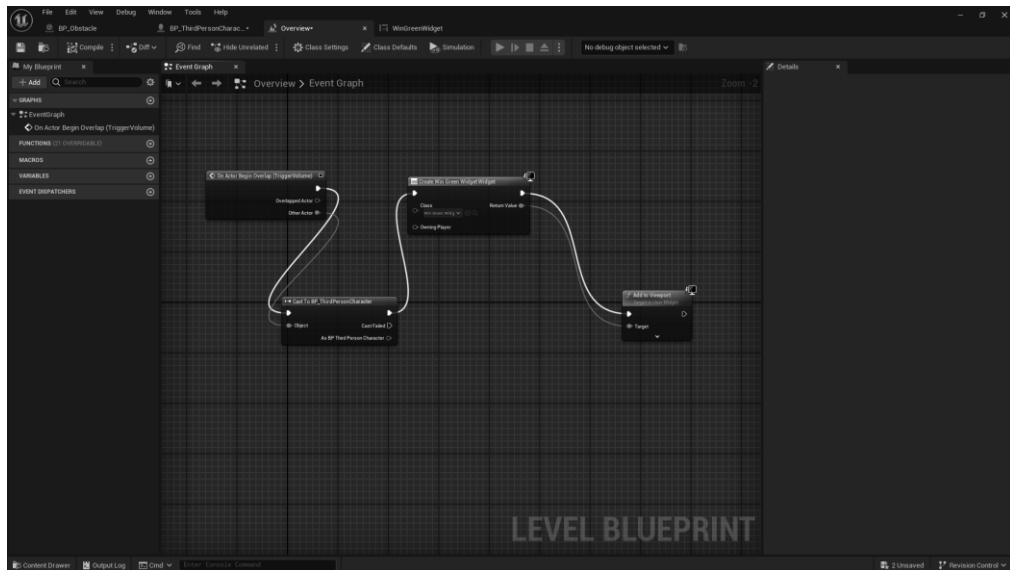 File Edit View Debug Window Tools Help
BP_Obstacle BP_ThirdPersonCharac...• Overview• WinGreenWidget
Compile Diff Find Hide Unrelated Class Settings Class Defaults Simulation No debug object selected
My Blueprint Event Graph Details
+ Add Search Overview > Event Graph Zoom -2
GRAPHS
EventGraph
On Actor Begin Overlap (TriggerVolume)
FUNCTIONS (21 OVERRIDABLE)
MACROS
VARIABLES
EVENT DISPATCHERS
On Actor Begin Overlap (TriggerVolume)
Overlapped Actor
Other Actor
Create Win Green Widget Widget
Class Return Value
Owning Player
Cast To BP_ThirdPersonCharacter
Object Cast Failed
As BP Third Person Character
Add to Viewport
Target
LEVEL BLUEPRINT
Content Drawer Output Log Cmd Enter Console Command 2 Unsaved Revision Control